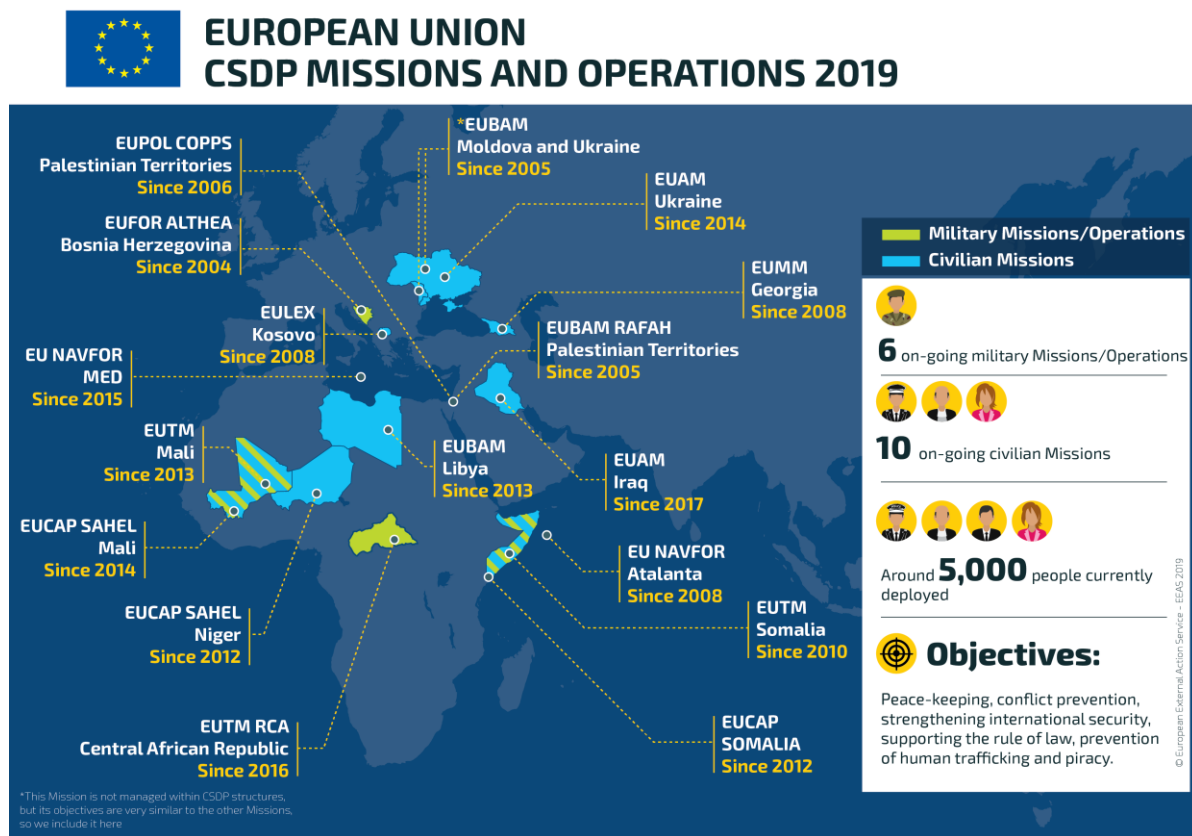 EUROPEAN UNION
CSDP MISSIONS AND OPERATIONS 2019
EUPOL COPPS
Palestinian Territories
Since 2006
*EUBAM
Moldova and Ukraine
Since 2005
EUAM
Ukraine
Since 2014
EUFOR ALTHEA
Bosnia Herzegovina
Since 2004
EUMM
Georgia
Since 2008
EULEX
Kosovo
Since 2008
EUBAM RAFAH
Palestinian Territories
Since 2005
EU NAVFOR
MED
Since 2015
EUTM
Mali
Since 2013
EUBAM
Libya
Since 2013
EUAM
Iraq
Since 2017
EUCAP SAHEL
Mali
Since 2014
EU NAVFOR
Atalanta
Since 2008
EUCAP SAHEL
Niger
Since 2012
EUTM
Somalia
Since 2010
EUTM RCA
Central African Republic
Since 2016
EUCAP
SOMALIA
Since 2012
*This Mission is not managed within CSDP structures,
but its objectives are very similar to the other Missions,
so we include it here
Military Missions/Operations
Civilian Missions
6 on-going military Missions/Operations
10 on-going civilian Missions
Around 5,000 people currently
deployed
Objectives:
Peace-keeping, conflict prevention,
strengthening international security,
supporting the rule of law, prevention
of human trafficking and piracy.
© European External Action Service - EEAS 2019